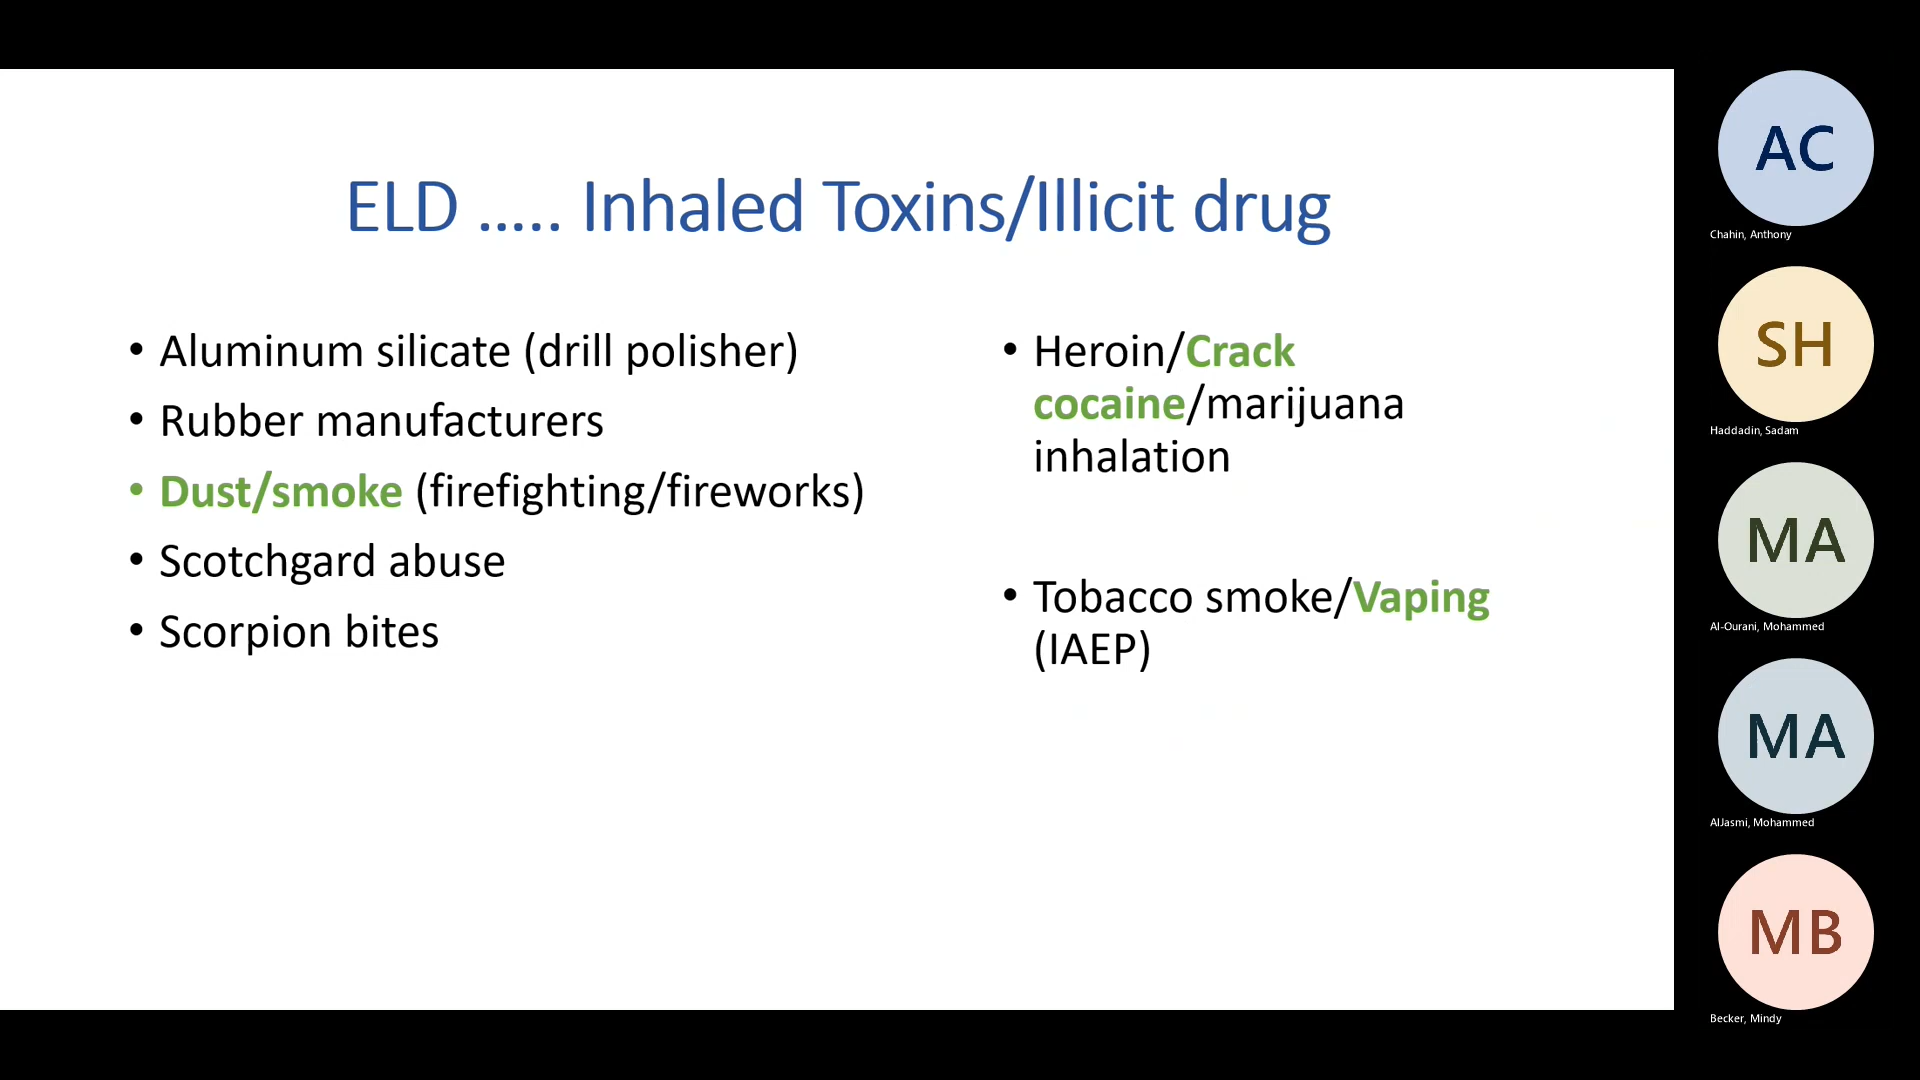 ELD ..... Inhaled Toxins/Illicit drug
• Aluminum silicate (drill polisher)
• Rubber manufacturers
• Dust/smoke (firefighting/fireworks)
• Scotchgard abuse
• Scorpion bites
• Heroin/Crack
cocaine/marijuana
inhalation
• Tobacco smoke/Vaping
(IAEP)
AC
Chahin, Anthony
SH
Haddadin, Sadam
MA
Al-Ourani, Mohammed
MA
AlJasmi, Mohammed
MB
Becker, Mindy